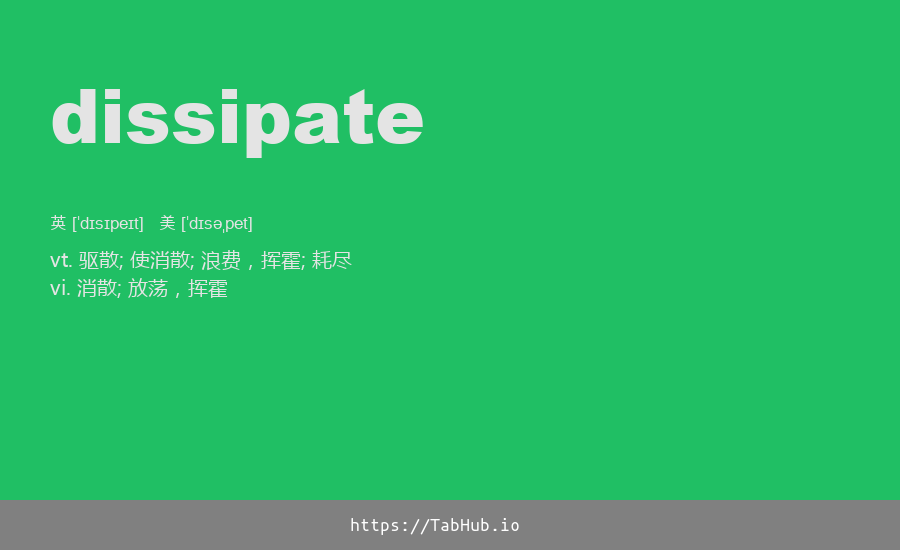 dissipate
英 [ˈdɪsɪpeɪt] 美 [ˈdɪsəˌpet]
vt. 驱散; 使消散; 浪费，挥霍; 耗尽
vi. 消散; 放荡，挥霍
https://TabHub.io